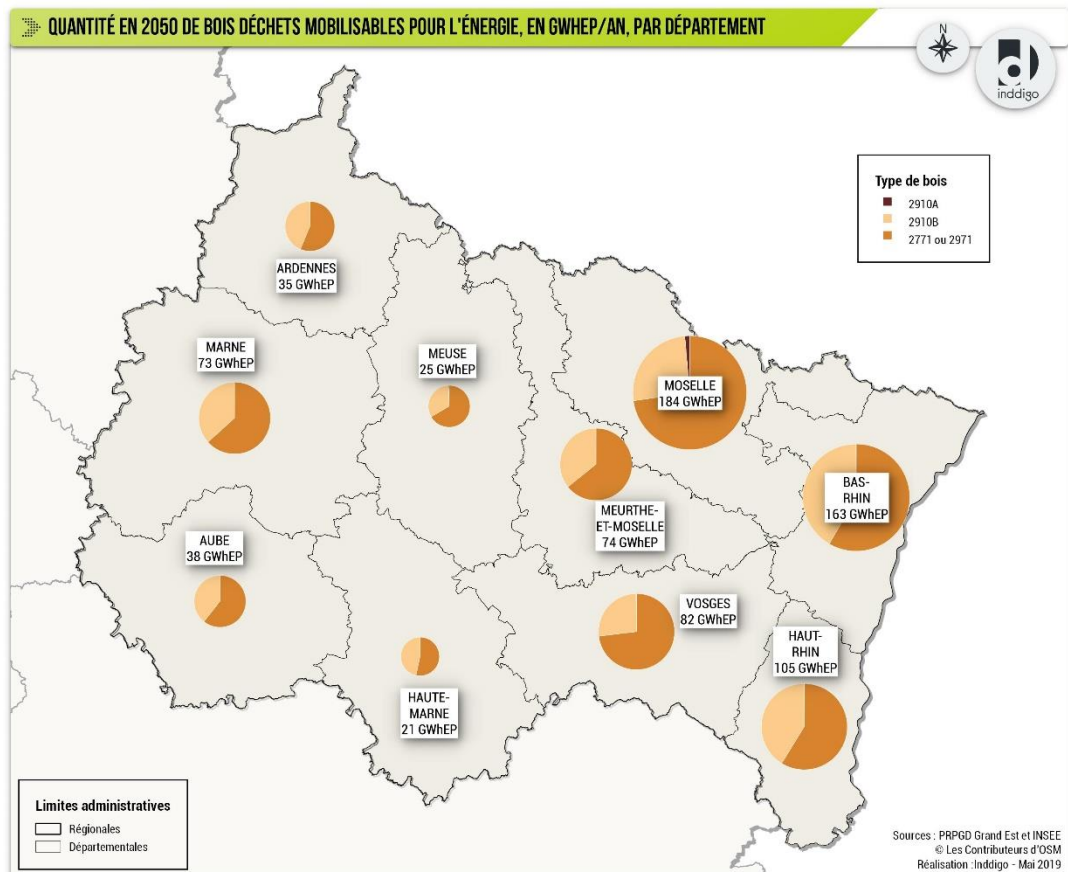 QUANTITÉ EN 2050 DE BOIS DÉCHETS MOBILISABLES POUR L'ÉNERGIE, EN GWHEP/AN, PAR DÉPARTEMENT
N
inddigo
Type de bois
2910A
2910B
2771 ou 2971
ARDENNES
35 GWhEP
MARNE
73 GWhEP
MEUSE
25 GWhEP
MOSELLE
184 GWhEP
MEURTHE-
ET-MOSELLE
74 GWhEP
BAS-
RHIN
163 GWhEP
AUBE
38 GWhEP
VOSGES
82 GWhEP
HAUT-
RHIN
105 GWhEP
HAUTE-
MARNE
21 GWhEP
Limites administratives
Régionales
Départementales
Sources : PRPGD Grand Est et INSEE
© Les Contributeurs d'OSM
Réalisation :Inddigo - Mai 2019